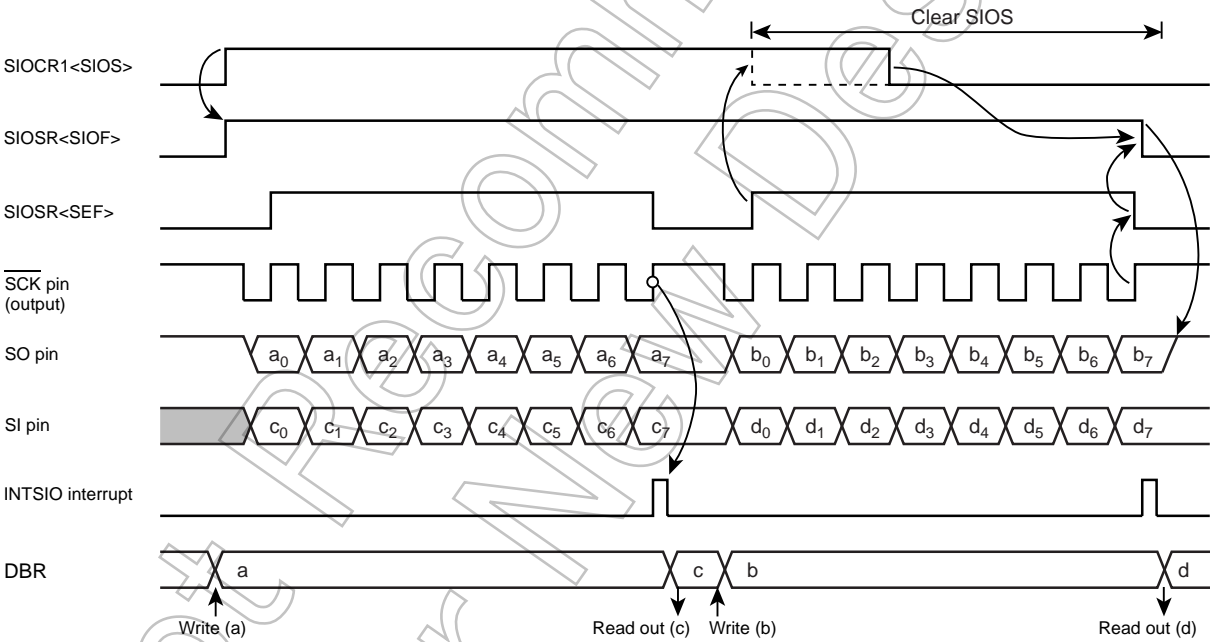 Clear SIOS
SIOCR1<SIOS>
SIOSR<SIOF>
SIOSR<SEF>
SCK pin
(output)
SO pin a0 a1 a2 a3 a4 a5 a6 a7 b0 b1 b2 b3 b4 b5 b6 b7
SI pin c0 c1 c2 c3 c4 c5 c6 c7 d0 d1 d2 d3 d4 d5 d6 d7
INTSIO interrupt
DBR a c b d
Write (a) Read out (c) Write (b) Read out (d)